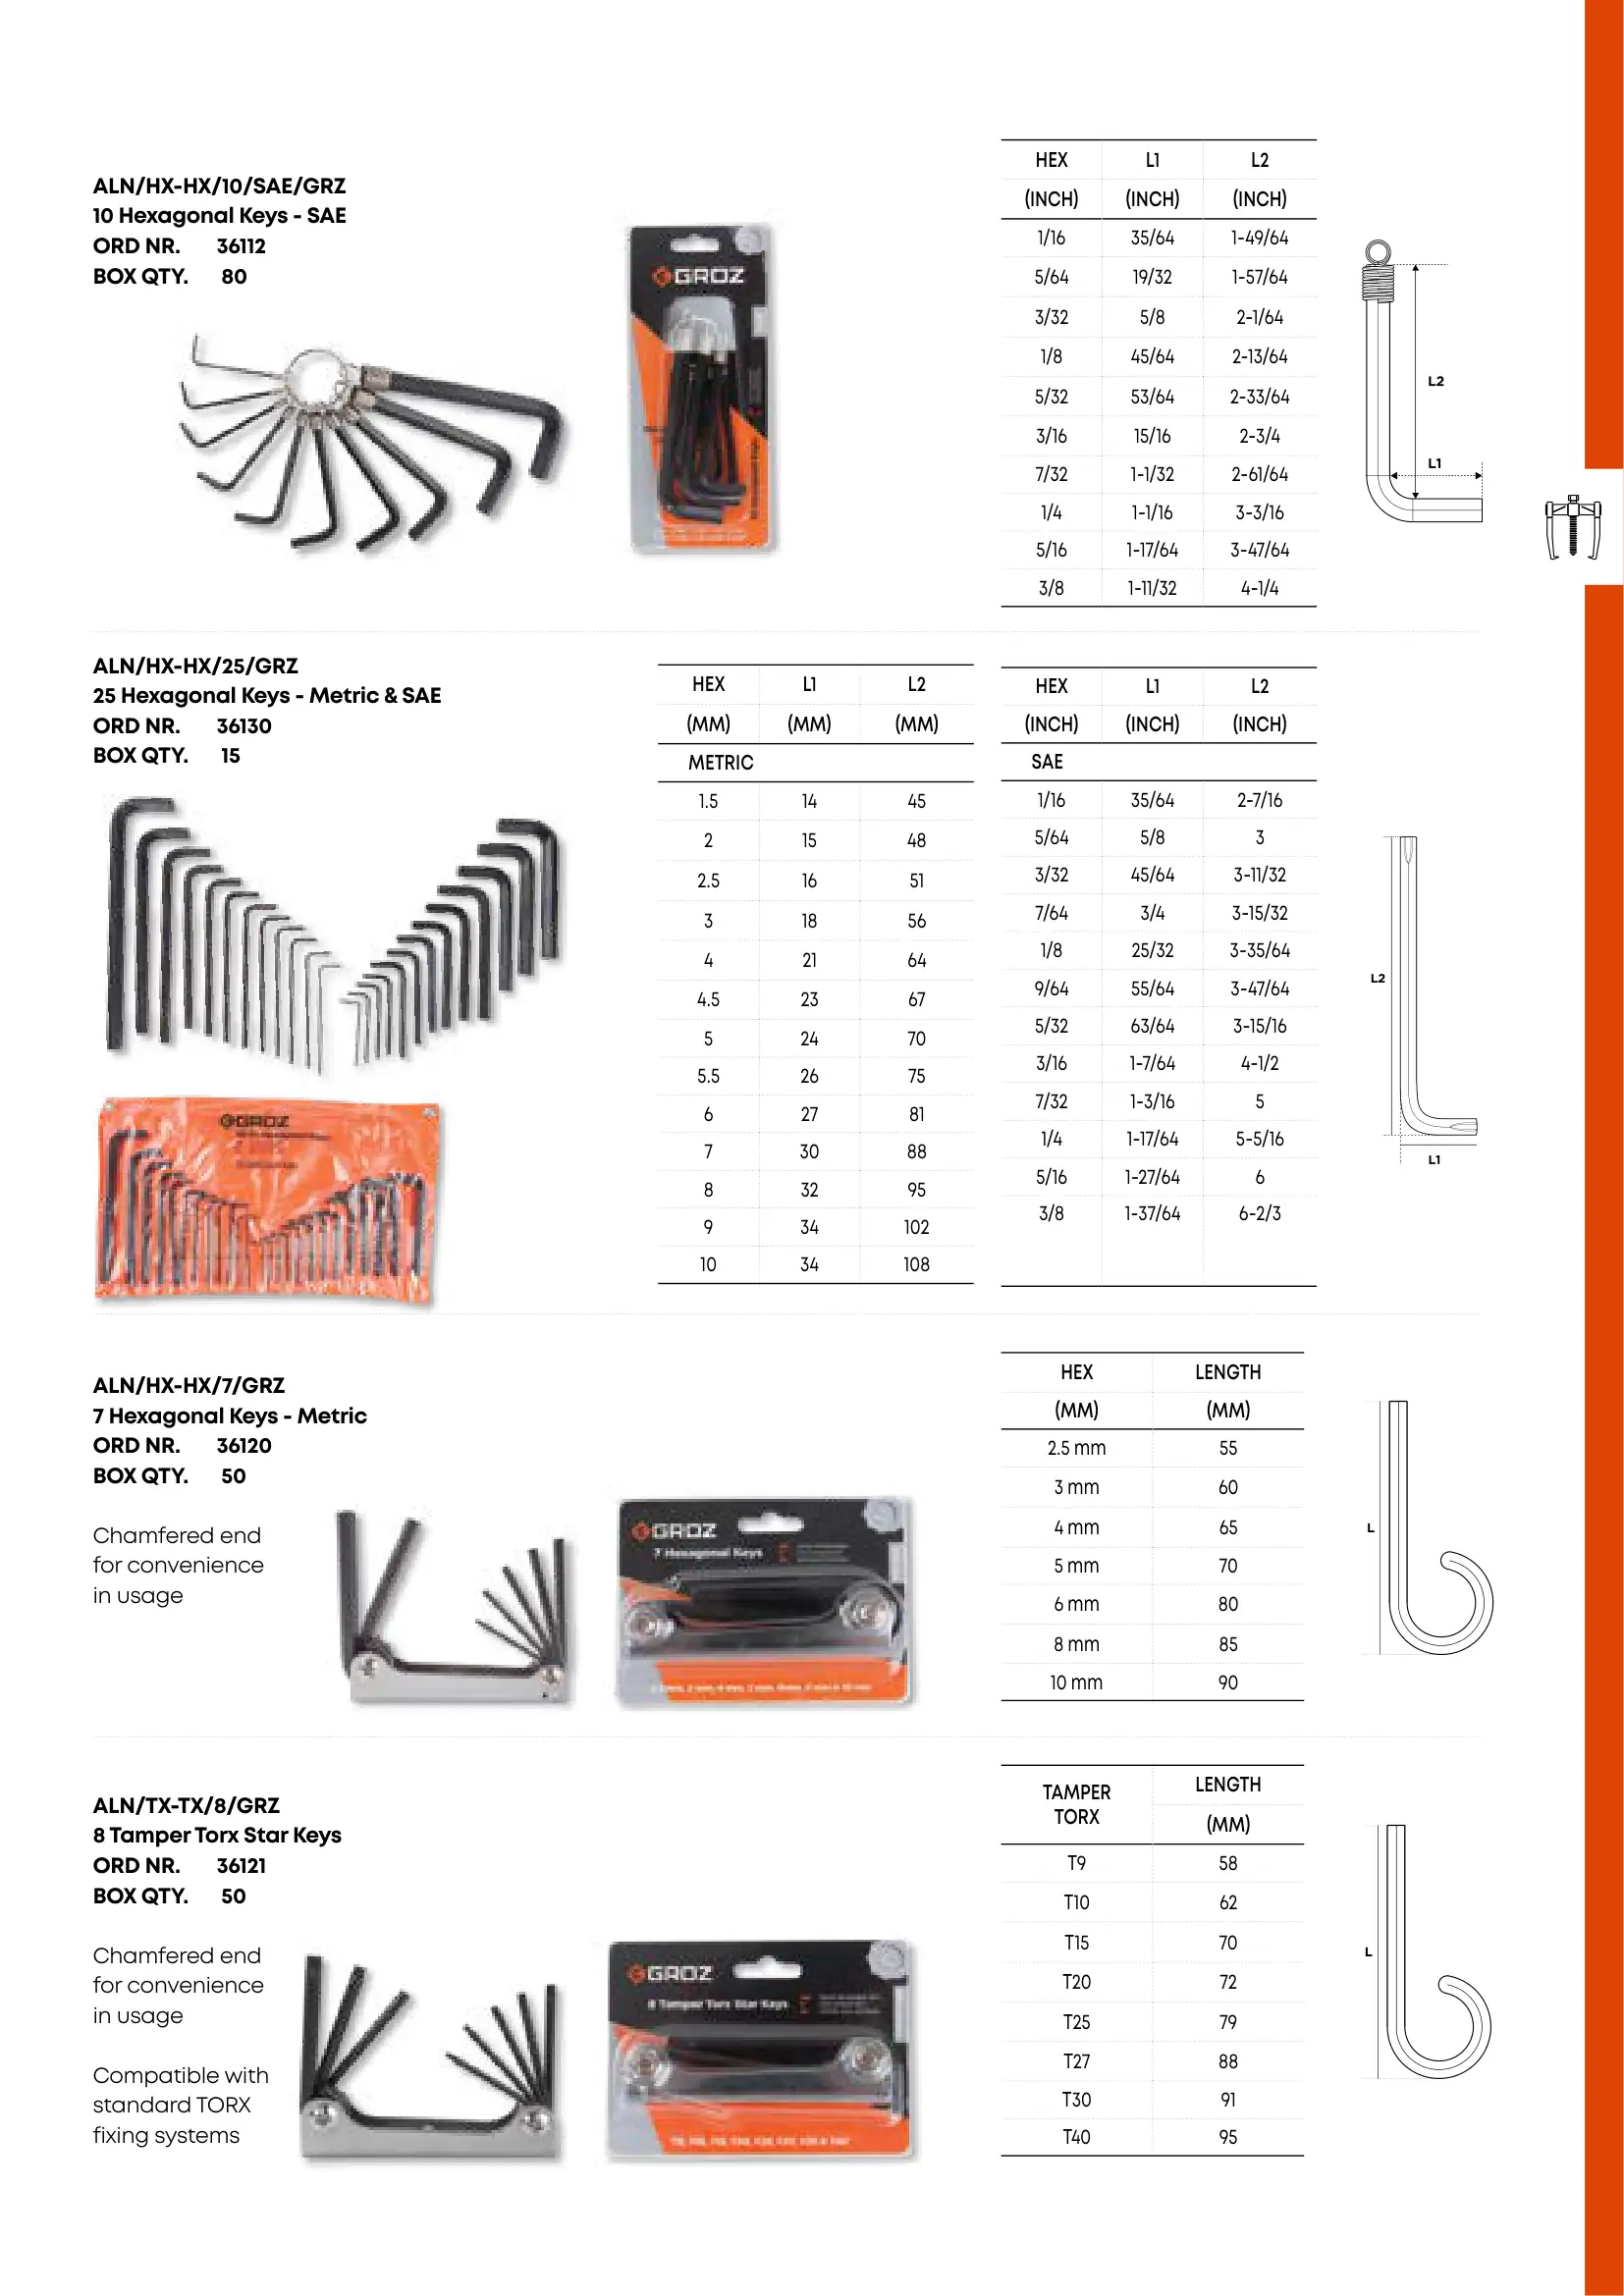 ALN/HX-HX/10/SAE/GRZ
10 Hexagonal Keys - SAE
ORD NR. 36112
BOX QTY. 80
GROZ
HEX L1 L2
(INCH) (INCH) (INCH)
1/16 35/64 1-49/64
5/64 19/32 1-57/64
3/32 5/8 2-1/64
1/8 45/64 2-13/64
5/32 53/64 2-33/64
3/16 15/16 2-3/4
7/32 1-1/32 2-61/64
1/4 1-1/16 3-3/16
5/16 1-17/64 3-47/64
3/8 1-11/32 4-1/4
L2
L1
ALN/HX-HX/25/GRZ
25 Hexagonal Keys - Metric & SAE
ORD NR. 36130
BOX QTY. 15
GROZ
HEX L1 L2
(MM) (MM) (MM)
METRIC
1.5 14 45
2 15 48
2.5 16 51
3 18 56
4 21 64
4.5 23 67
5 24 70
5.5 26 75
6 27 81
7 30 88
8 32 95
9 34 102
10 34 108
HEX L1 L2
(INCH) (INCH) (INCH)
SAE
1/16 35/64 2-7/16
5/64 5/8 3
3/32 45/64 3-11/32
7/64 3/4 3-15/32
1/8 25/32 3-35/64
9/64 55/64 3-47/64
5/32 63/64 3-15/16
3/16 1-7/64 4-1/2
7/32 1-3/16 5
1/4 1-17/64 5-5/16
5/16 1-27/64 6
3/8 1-37/64 6-2/3
L2
L1
ALN/HX-HX/7/GRZ
7 Hexagonal Keys - Metric
ORD NR. 36120
BOX QTY. 50
Chamfered end
for convenience
in usage
GROZ
7 Hexagonal Keys
HEX LENGTH
(MM) (MM)
2.5 mm 55
3 mm 60
4 mm 65
5 mm 70
6 mm 80
8 mm 85
10 mm 90
L
ALN/TX-TX/8/GRZ
8 Tamper Torx Star Keys
ORD NR. 36121
BOX QTY. 50
Chamfered end
for convenience
in usage
Compatible with
standard TORX
fixing systems
GROZ
8 Tamper Torx Star Keys
TAMPER
TORX
LENGTH
(MM)
T9 58
T10 62
T15 70
T20 72
T25 79
T27 88
T30 91
T40 95
L